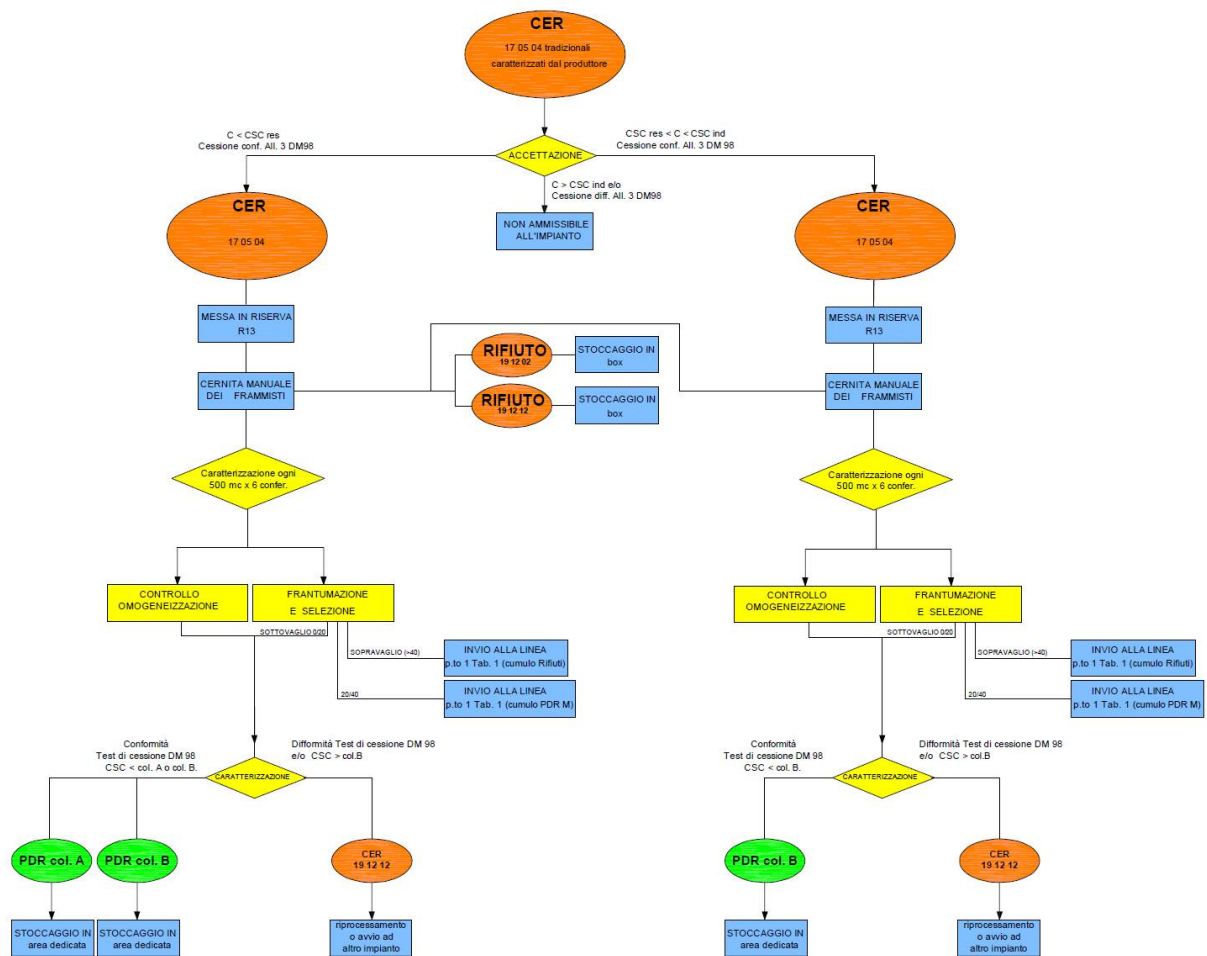 CER
17 05 04 tradizionali
caratterizzati dal produttore
C < CSC res
Cessione conf. All. 3 DM98
CSC res < C < CSC ind
Cessione conf. All. 3 DM 98
ACCETTAZIONE
C > CSC ind e/o
Cessione diff. All. 3 DM98
CER
17 05 04
NON AMMISSIBILE
ALL'IMPIANTO
CER
17 05 04
MESSA IN RISERVA
R13
MESSA IN RISERVA
R13
RIFIUTO
19 12 02
STOCCAGGIO IN
box
CERNITA MANUALE
DEI FRAMMISTI
RIFIUTO
19 12 12
STOCCAGGIO IN
box
CERNITA MANUALE
DEI FRAMMISTI
Caratterizzazione ogni
500 mc x 6 confer.
Caratterizzazione ogni
500 mc x 6 confer.
CONTROLLO
OMOGENEIZZAZIONE
FRANTUMAZIONE
E SELEZIONE
CONTROLLO
OMOGENEIZZAZIONE
FRANTUMAZIONE
E SELEZIONE
SOTTOVAGLIO 0/20
SOPRAVAGLIO (>40)
INVIO ALLA LINEA
p.to 1 Tab. 1 (cumulo Rifiuti)
20/40
INVIO ALLA LINEA
p.to 1 Tab. 1 (cumulo PDR M)
SOTTOVAGLIO 0/20
SOPRAVAGLIO (>40)
INVIO ALLA LINEA
p.to 1 Tab. 1 (cumulo Rifiuti)
20/40
INVIO ALLA LINEA
p.to 1 Tab. 1 (cumulo PDR M)
Conformità
Test di cessione DM 98
CSC < col. A o col. B.
Difformità Test di cessione DM 98
e/o CSC > col.B
CARATTERIZZAZIONE
Conformità
Test di cessione DM 98
CSC < col. B.
Difformità Test di cessione DM 98
e/o CSC > col.B
CARATTERIZZAZIONE
PDR col. A
PDR col. B
CER
19 12 12
PDR col. B
CER
19 12 12
STOCCAGGIO IN
area dedicata
STOCCAGGIO IN
area dedicata
riprocessamento
o avvio ad
altro impianto
STOCCAGGIO IN
area dedicata
riprocessamento
o avvio ad
altro impianto